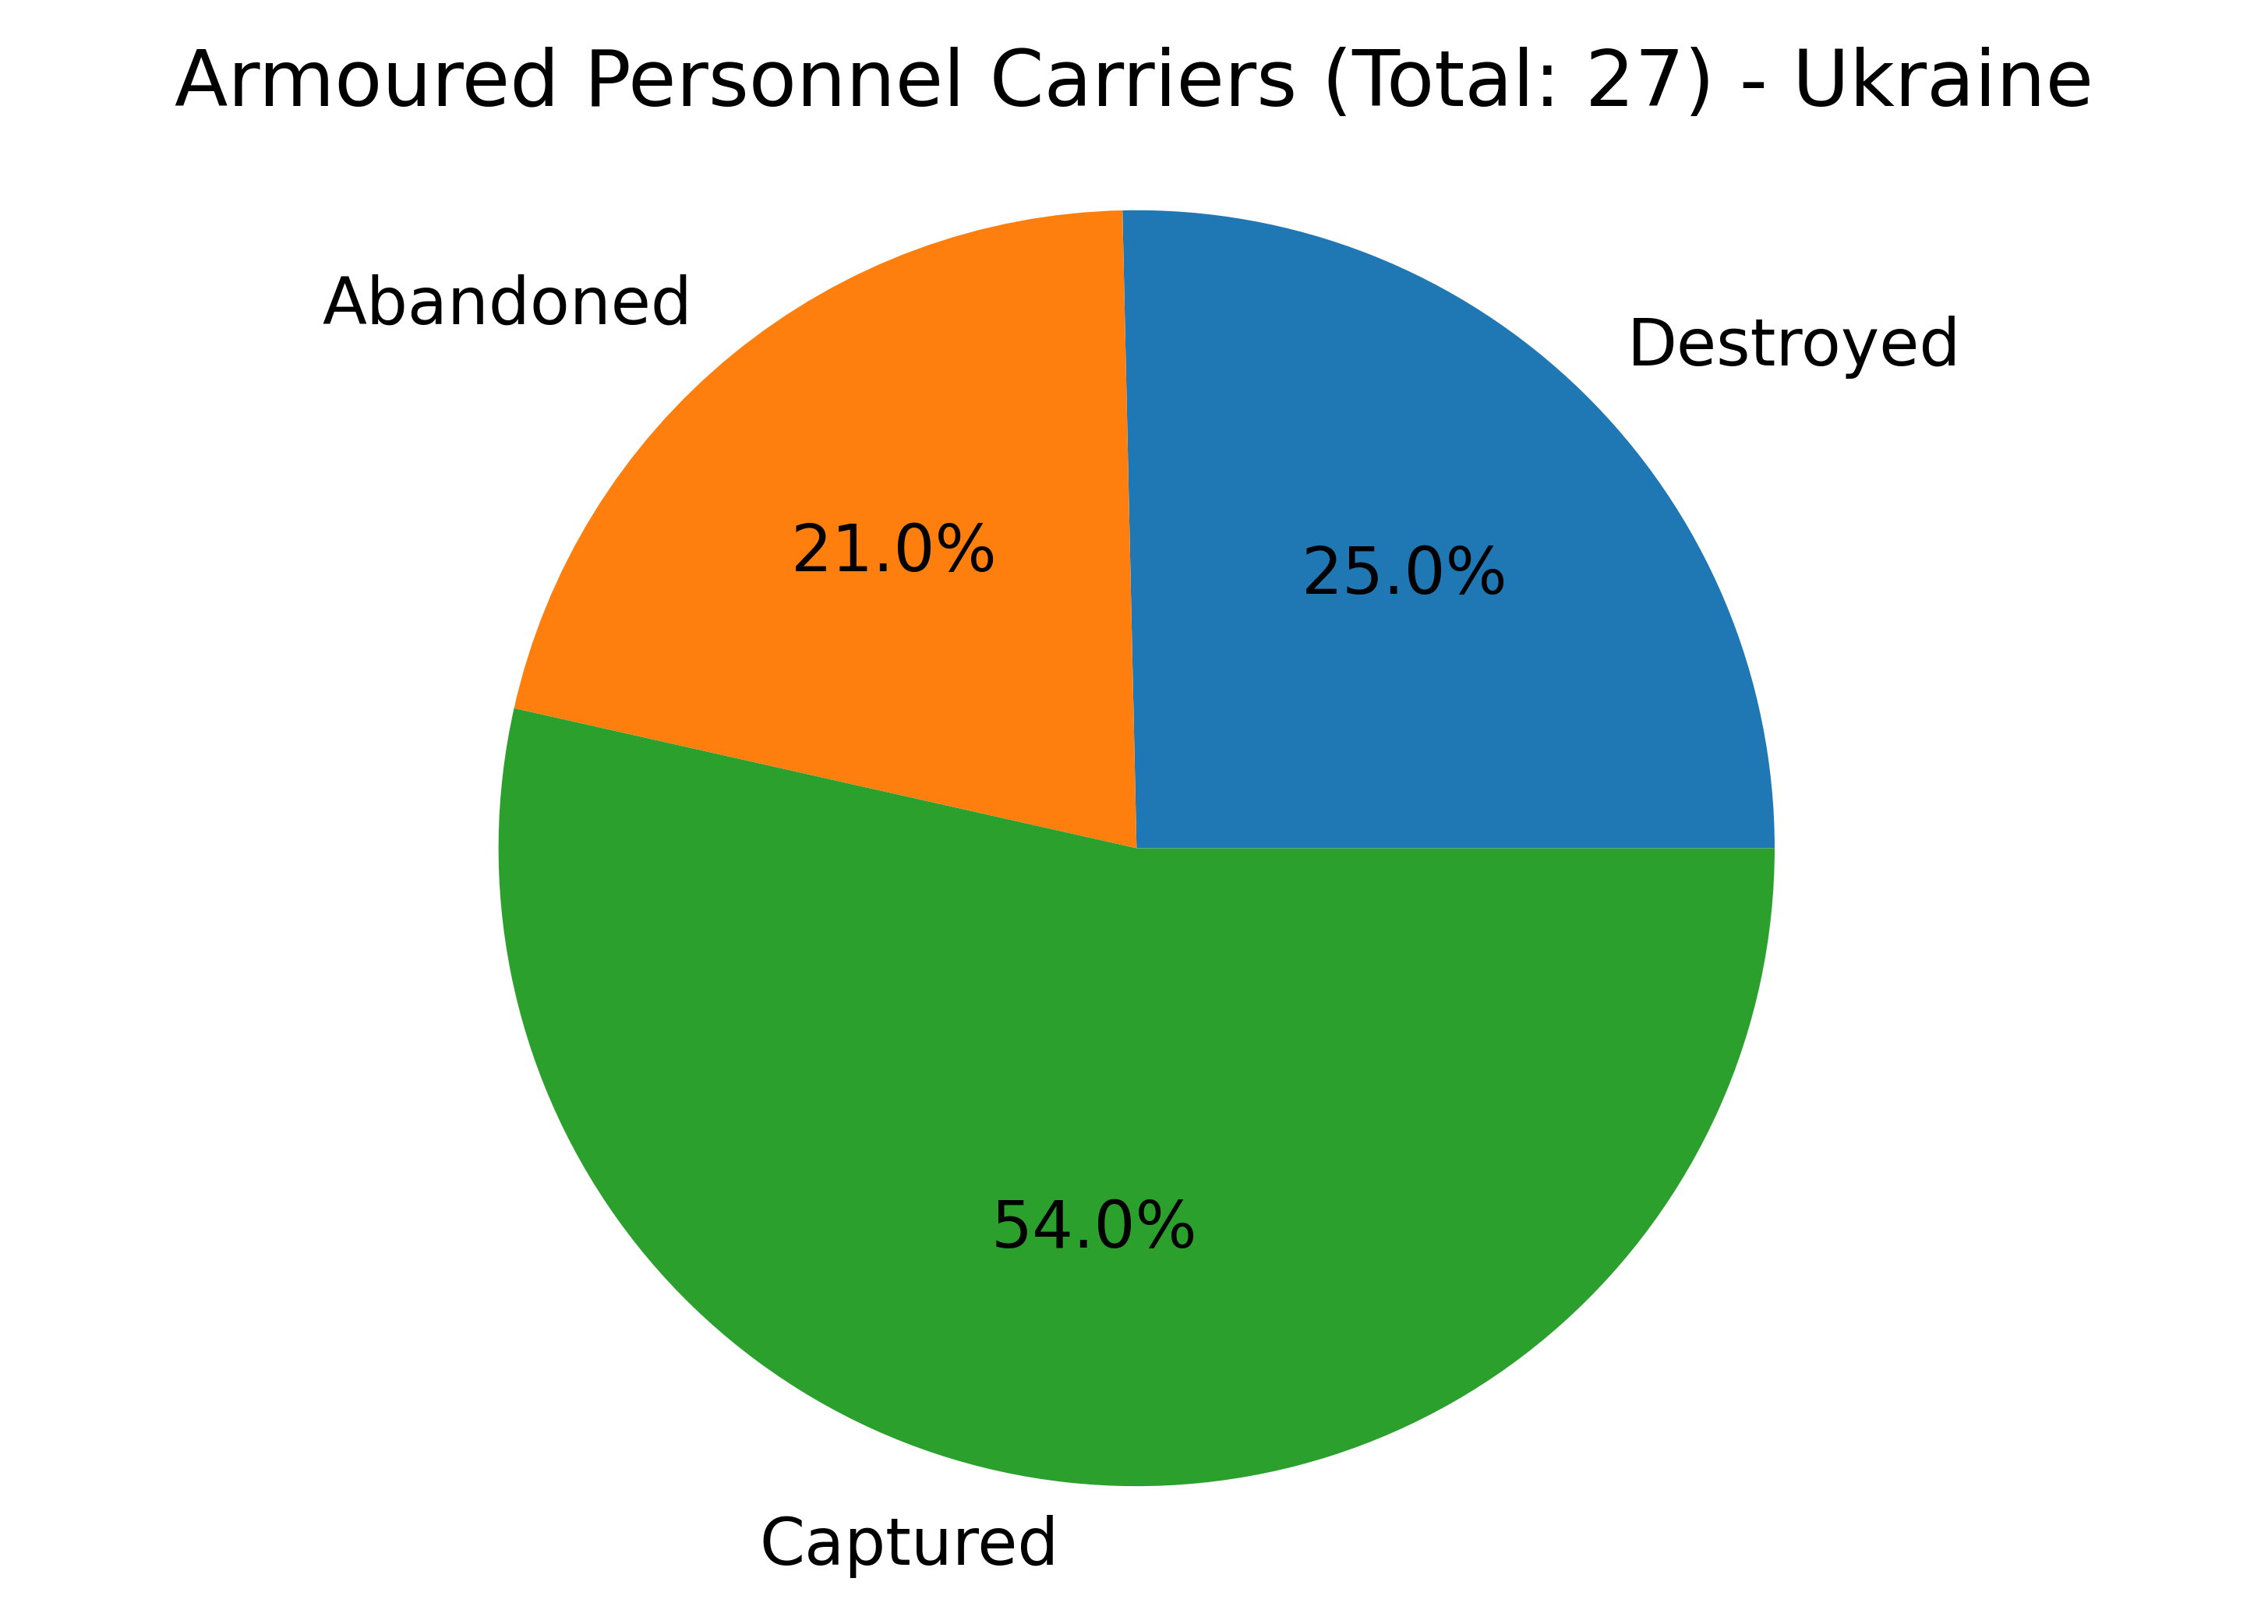 Armoured Personnel Carriers (Total: 27) - Ukraine
Abandoned
Destroyed
21.0%
25.0%
54.0%
Captured